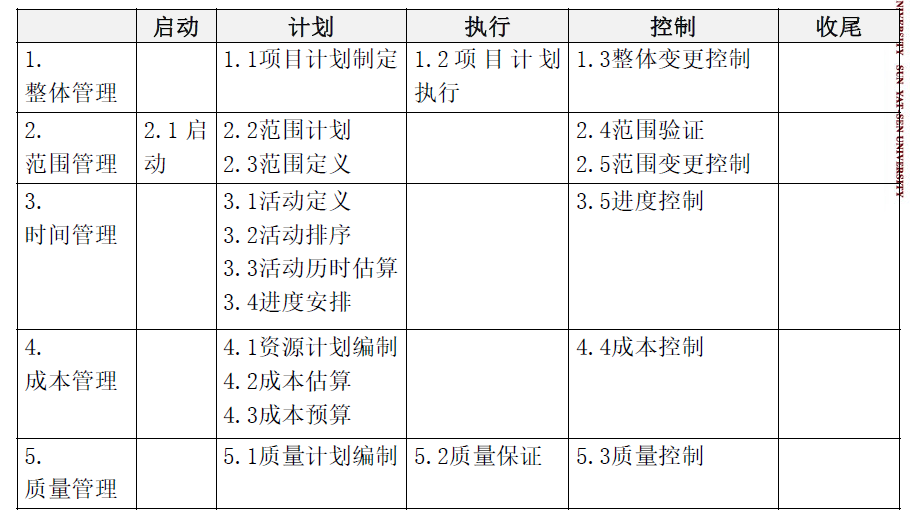 启动 计划 执行 控制 收尾
1.
整体管理
1.1项目计划制定
1.2项目计划
执行
1.3整体变更控制
2.
范围管理
2.1启
动
2.2范围计划
2.3范围定义
2.4范围验证
2.5范围变更控制
3.
时间管理
3.1活动定义
3.2活动排序
3.3活动历时估算
3.4进度安排
3.5进度控制
4.
成本管理
4.1资源计划编制
4.2成本估算
4.3成本预算
4.4成本控制
5.
质量管理
5.1质量计划编制
5.2质量保证
5.3质量控制
SEN YAT-SEN UNIVERSITY